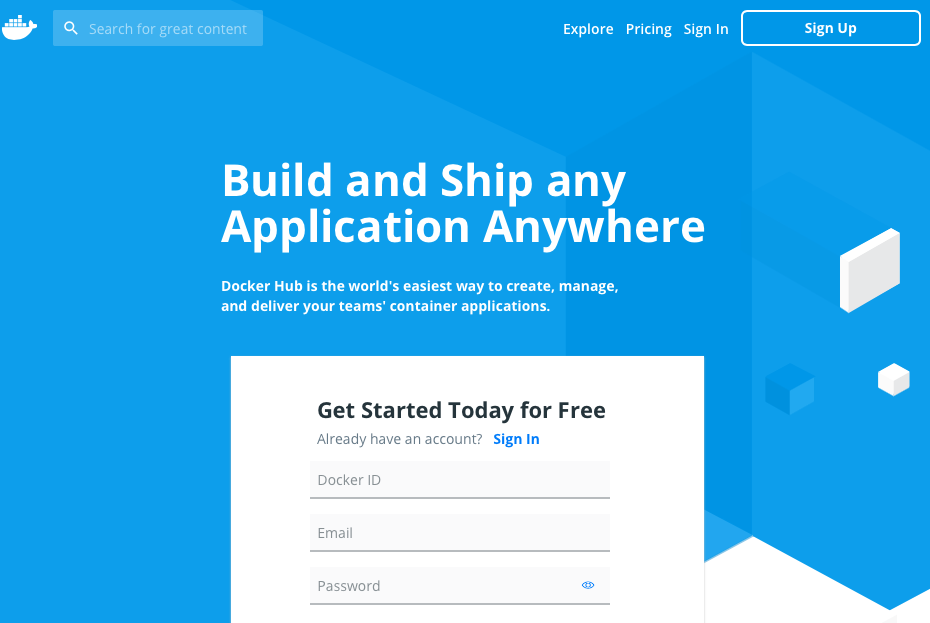 Search for great content
Explore Pricing Sign In Sign Up
Build and Ship any
Application Anywhere
Docker Hub is the world's easiest way to create, manage,
and deliver your teams' container applications.
Get Started Today for Free
Already have an account? Sign In
Docker ID
Email
Password